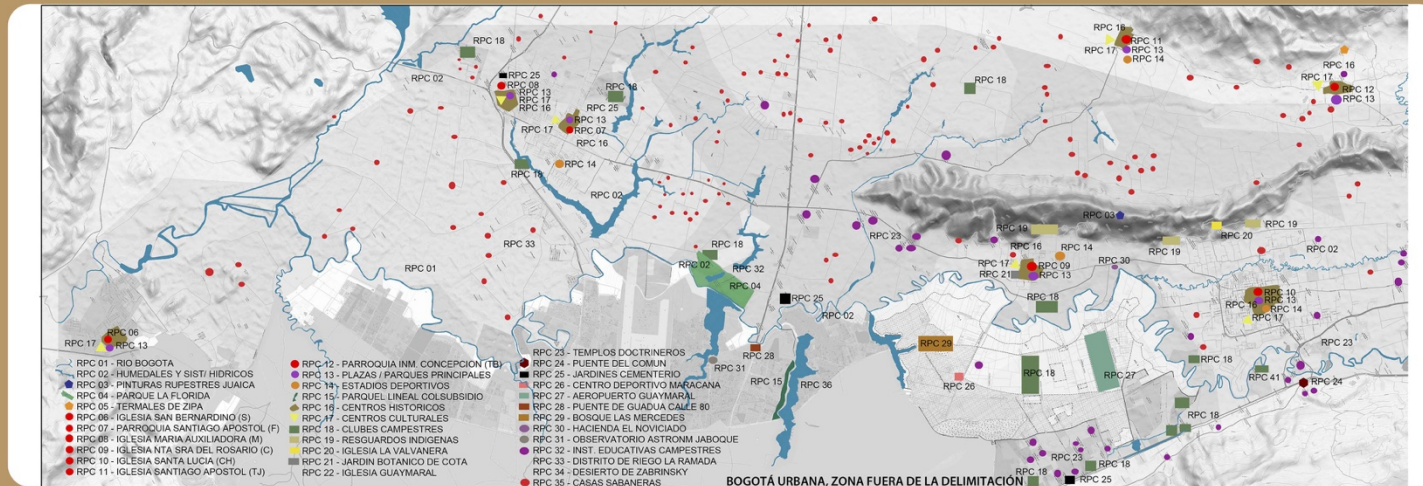 RPC 16
RPC 11
RPC 17
RPC 13
RPC 14
RPC 18
RPC 02
RPC 25
RPC 08
RPC 13
RPC 17
RPC 16
RPC 18
RPC 25
RPC 18
RPC 16
RPC 17
RPC 12
RPC 13
RPC 13
RPC 17
RPC 07
RPC 16
RPC 14
RPC 18
RPC 02
RPC 03
RPC 33
RPC 23
RPC 19
RPC 19
RPC 20
RPC 19
RPC 02
RPC 01
RPC 18
RPC 02
RPC 32
RPC 04
RPC 16
RPC 14
RPC 17
RPC 09
RPC 21
RPC 13
RPC 30
RPC 25
RPC 02
RPC 18
RPC 10
RPC 16
RPC 13
RPC 14
RPC 17
RPC 06
RPC 17
RPC 13
RPC 28
RPC 31
RPC 15
RPC 36
RPC 29
RPC 26
RPC 18
RPC 27
RPC 18
RPC 41
RPC 23
RPC 24
RPC 18
RPC 23
RPC 18
RPC 18
RPC 25
RPC 01 - RIO BOGOTA
RPC 02 - HUMEDALES Y SIST/ HIDRICOS
RPC 03 - PINTURAS RUPESTRES JUAICA
RPC 04 - PARQUE LA FLORIDA
RPC 05 - TERMALES DE ZIPA
RPC 06 - IGLESIA SAN BERNARDINO (S)
RPC 07 - PARROQUIA SANTIAGO APOSTOL (F)
RPC 08 - IGLESIA MARIA AUXILIADORA (M)
RPC 09 - IGLESIA NTA SRA DEL ROSARIO (C)
RPC 10 - IGLESIA SANTA LUCIA (CH)
RPC 11 - IGLESIA SANTIAGO APOSTOL (TJ)
RPC 12 - PARROQUIA INM. CONCEPCION (TB)
RPC 13 - PLAZAS / PARQUES PRINCIPALES
RPC 14 - ESTADIOS DEPORTIVOS
RPC 15 - PARQUEL LINEAL COLSUBSIDIO
RPC 16 - CENTROS HISTORICOS
RPC 17 - CENTROS CULTURALES
RPC 18 - CLUBES CAMPESTRES
RPC 19 - RESGUARDOS INDIGENAS
RPC 20 - IGLESIA LA VALVANERA
RPC 21 - JARDIN BOTANICO DE COTA
RPC 22 - IGLESIA GUAYMARAL
RPC 23 - TEMPLOS DOCTRINEROS
RPC 24 - PUENTE DEL COMUN
RPC 25 - JARDINES CEMENTERIO
RPC 26 - CENTRO DEPORTIVO MARACANA
RPC 27 - AEROPUERTO GUAYMARAL
RPC 28 - PUENTE DE GUADUA CALLE 80
RPC 29 - BOSQUE LAS MERCEDES
RPC 30 - HACIENDA EL NOVICIADO
RPC 31 - OBSERVATORIO ASTRONM JABOQUE
RPC 32 - INST. EDUCATIVAS CAMPESTRES
RPC 33 - DISTRITO DE RIEGO LA RAMADA
RPC 34 - DESIERTO DE ZABRINSKY
RPC 35 - CASAS SABANERAS
BOGOTÁ URBANA, ZONA FUERA DE LA DELIMITACIÓN